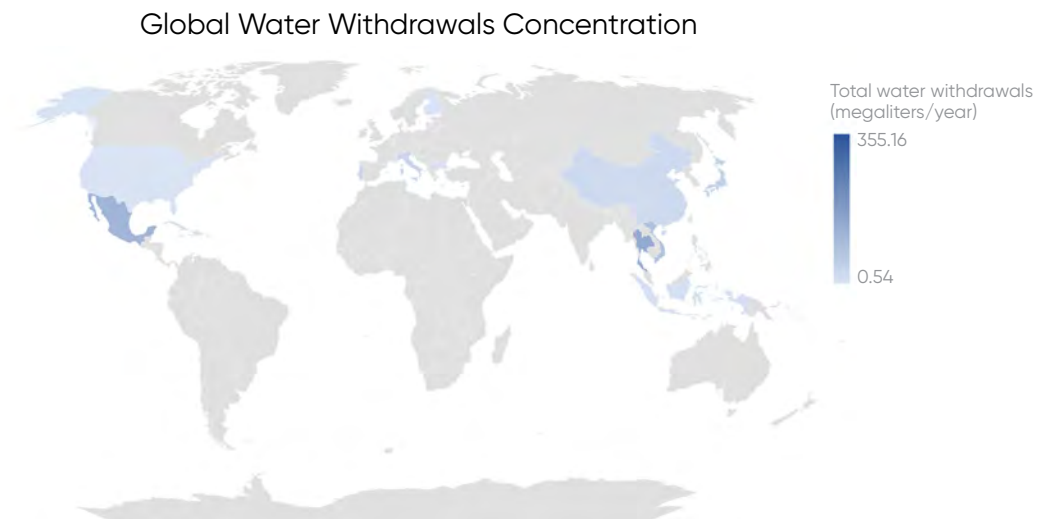 Global Water Withdrawals Concentration
Total water withdrawals
(megaliters/year)
355.16
0.54